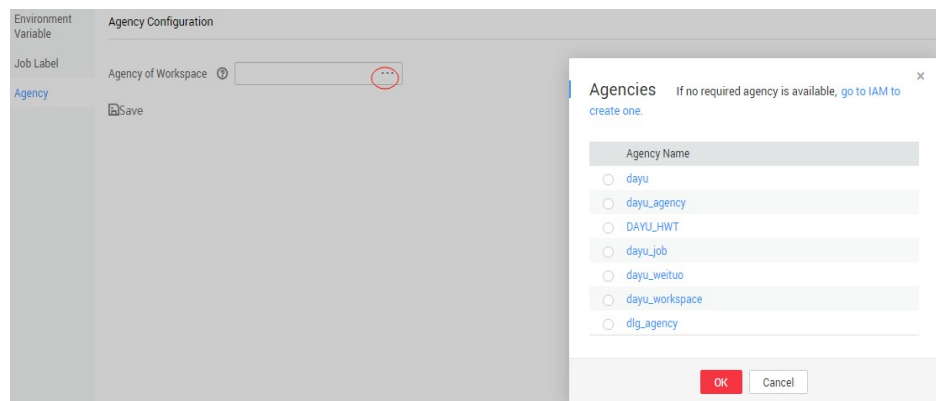 Environment
Variable
Job Label
Agency
Agency Configuration
Agency of Workspace ? ...
Save
×
Agencies If no required agency is available, go to IAM to
create one.
Agency Name
dayu
dayu_agency
DAYU_HWT
dayu_job
dayu_weituo
dayu_workspace
dlg_agency
OK Cancel